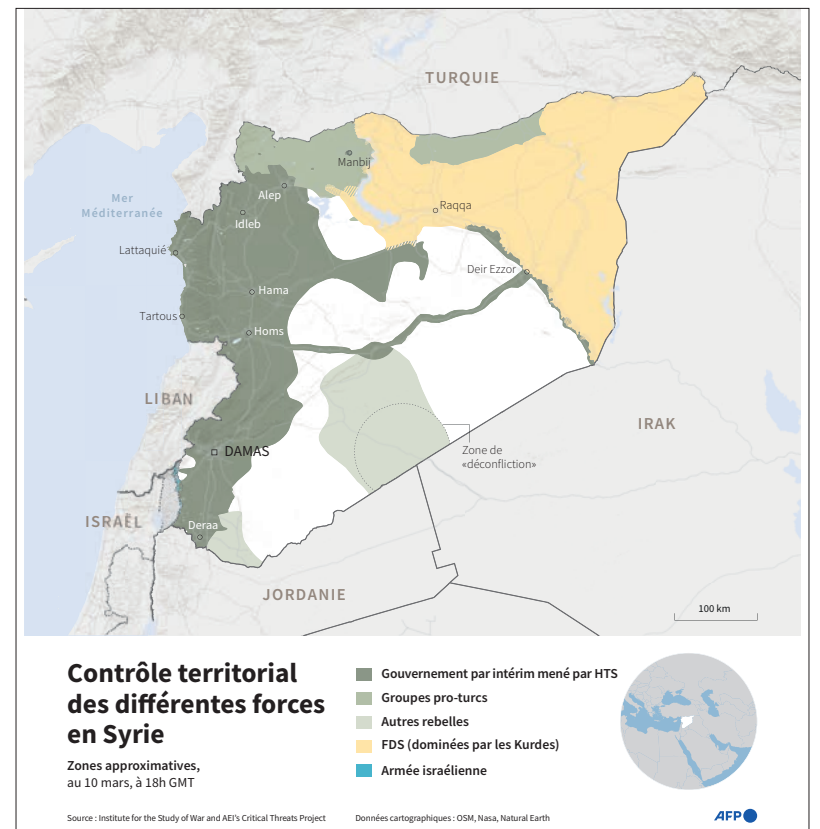 TURQUIE
Manbij
Alep
Mer
Méditerranée
Idleb
Raqqa
Lattaquié
Deir Ezzor
Hama
Tartous
Homs
LIBAN
IRAK
DAMAS
Zone de
«déconfliction»
ISRAËL
Deraa
JORDANIE
100 km
Contrôle territorial
des différentes forces
en Syrie
Zones approximatives,
au 10 mars, à 18h GMT
Gouvernement par intérim mené par HTS
Groupes pro-turcs
Autres rebelles
FDS (dominées par les Kurdes)
Armée israélienne
Source : Institute for the Study of War and AEI's Critical Threats Project
Données cartographiques : OSM, Nasa, Natural Earth
AFP